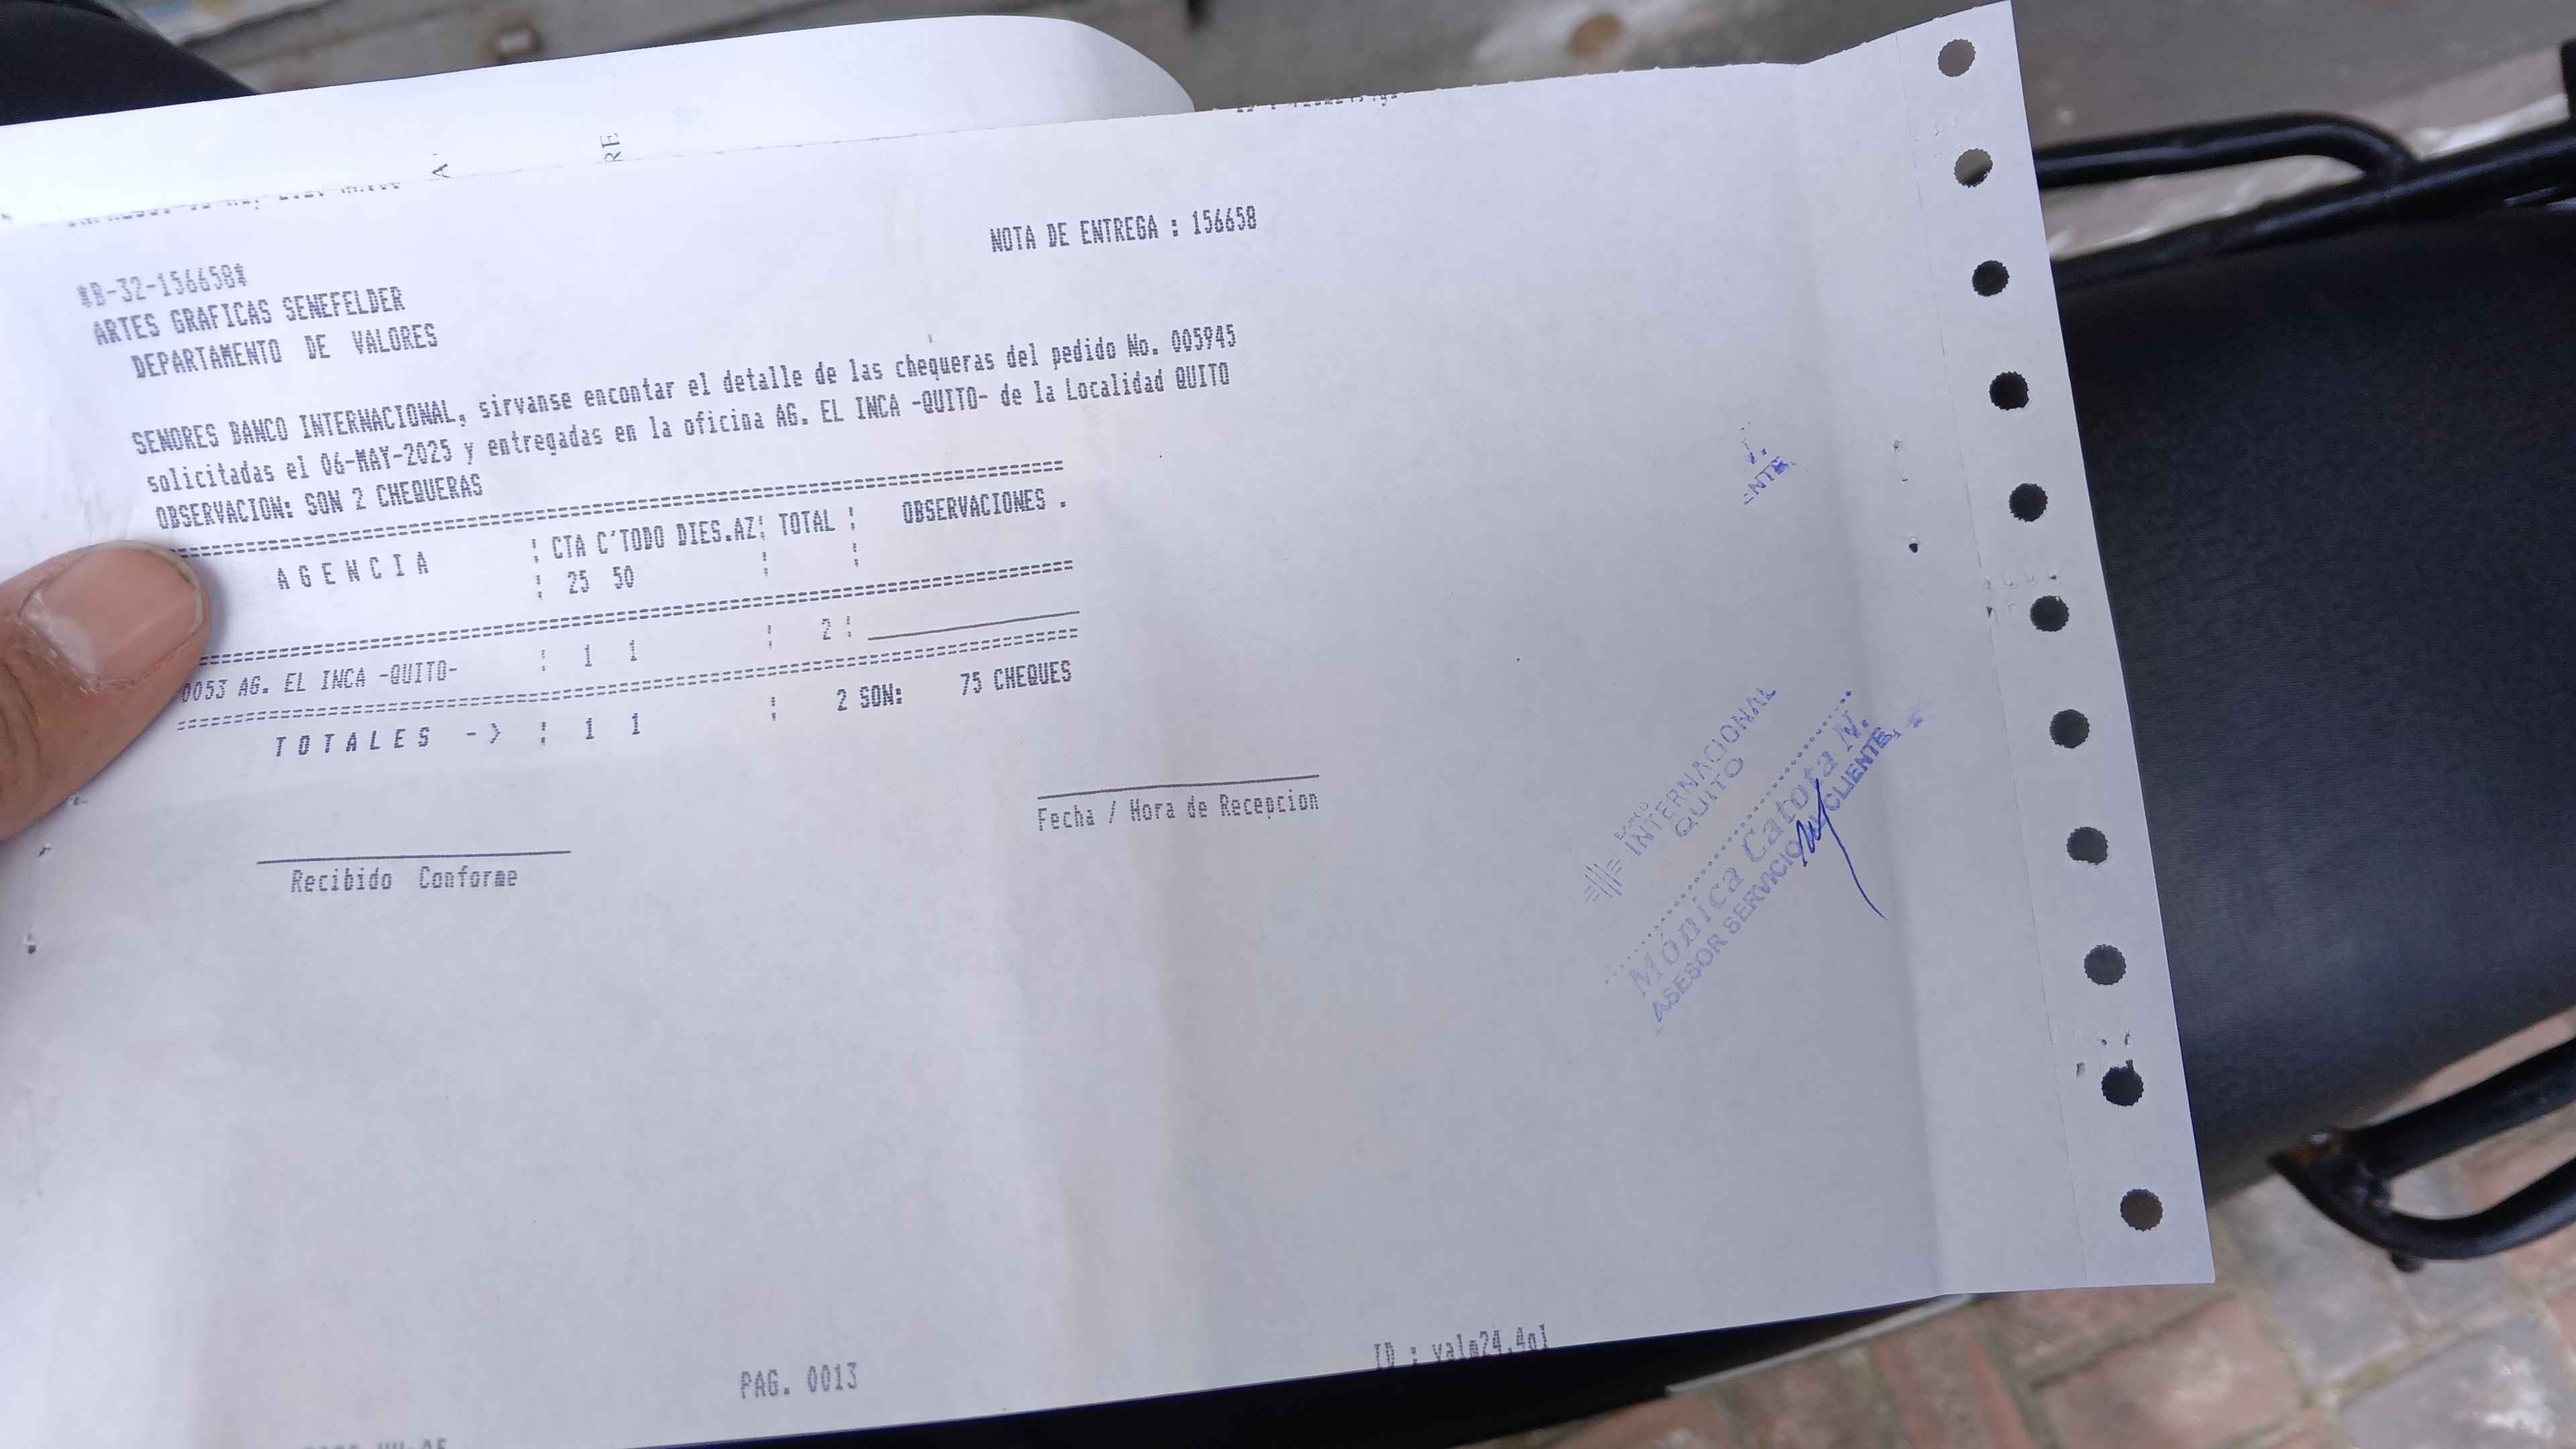 RE
NOTA DE ENTREGA : 156658
*B-32-156658*
ARTES GRAFICAS SENEFELDER
DEPARTAMENTO DE VALORES
SENORES BANCO INTERNACIONAL, sirvanse encontar el detalle de las chequeras del pedido No. 005945
solicitadas el 06-MAY-2025 y entregadas en la oficina AG. EL INCA -QUITO- de la Localidad QUITO
OBSERVACION: SON 2 CHEQUERAS
A G E N C I A ¦ CTA C'TODO DIES.AZ¦ TOTAL ¦ OBSERVACIONES .
¦ 25 50 ¦ ¦
0053 AG. EL INCA -QUITO- ¦ 1 1 ¦ 2 ¦
T O T A L E S -> ¦ 1 1 ¦ 2 SON: 75 CHEQUES
Fecha / Hora de Recepcion
Recibido Conforme
BANCO
INTERNACIONAL
QUITO
Mónica Catota N.
ASESOR SERVICIO AL CLIENTE
PAG. 0013
ID : valm24.4gl